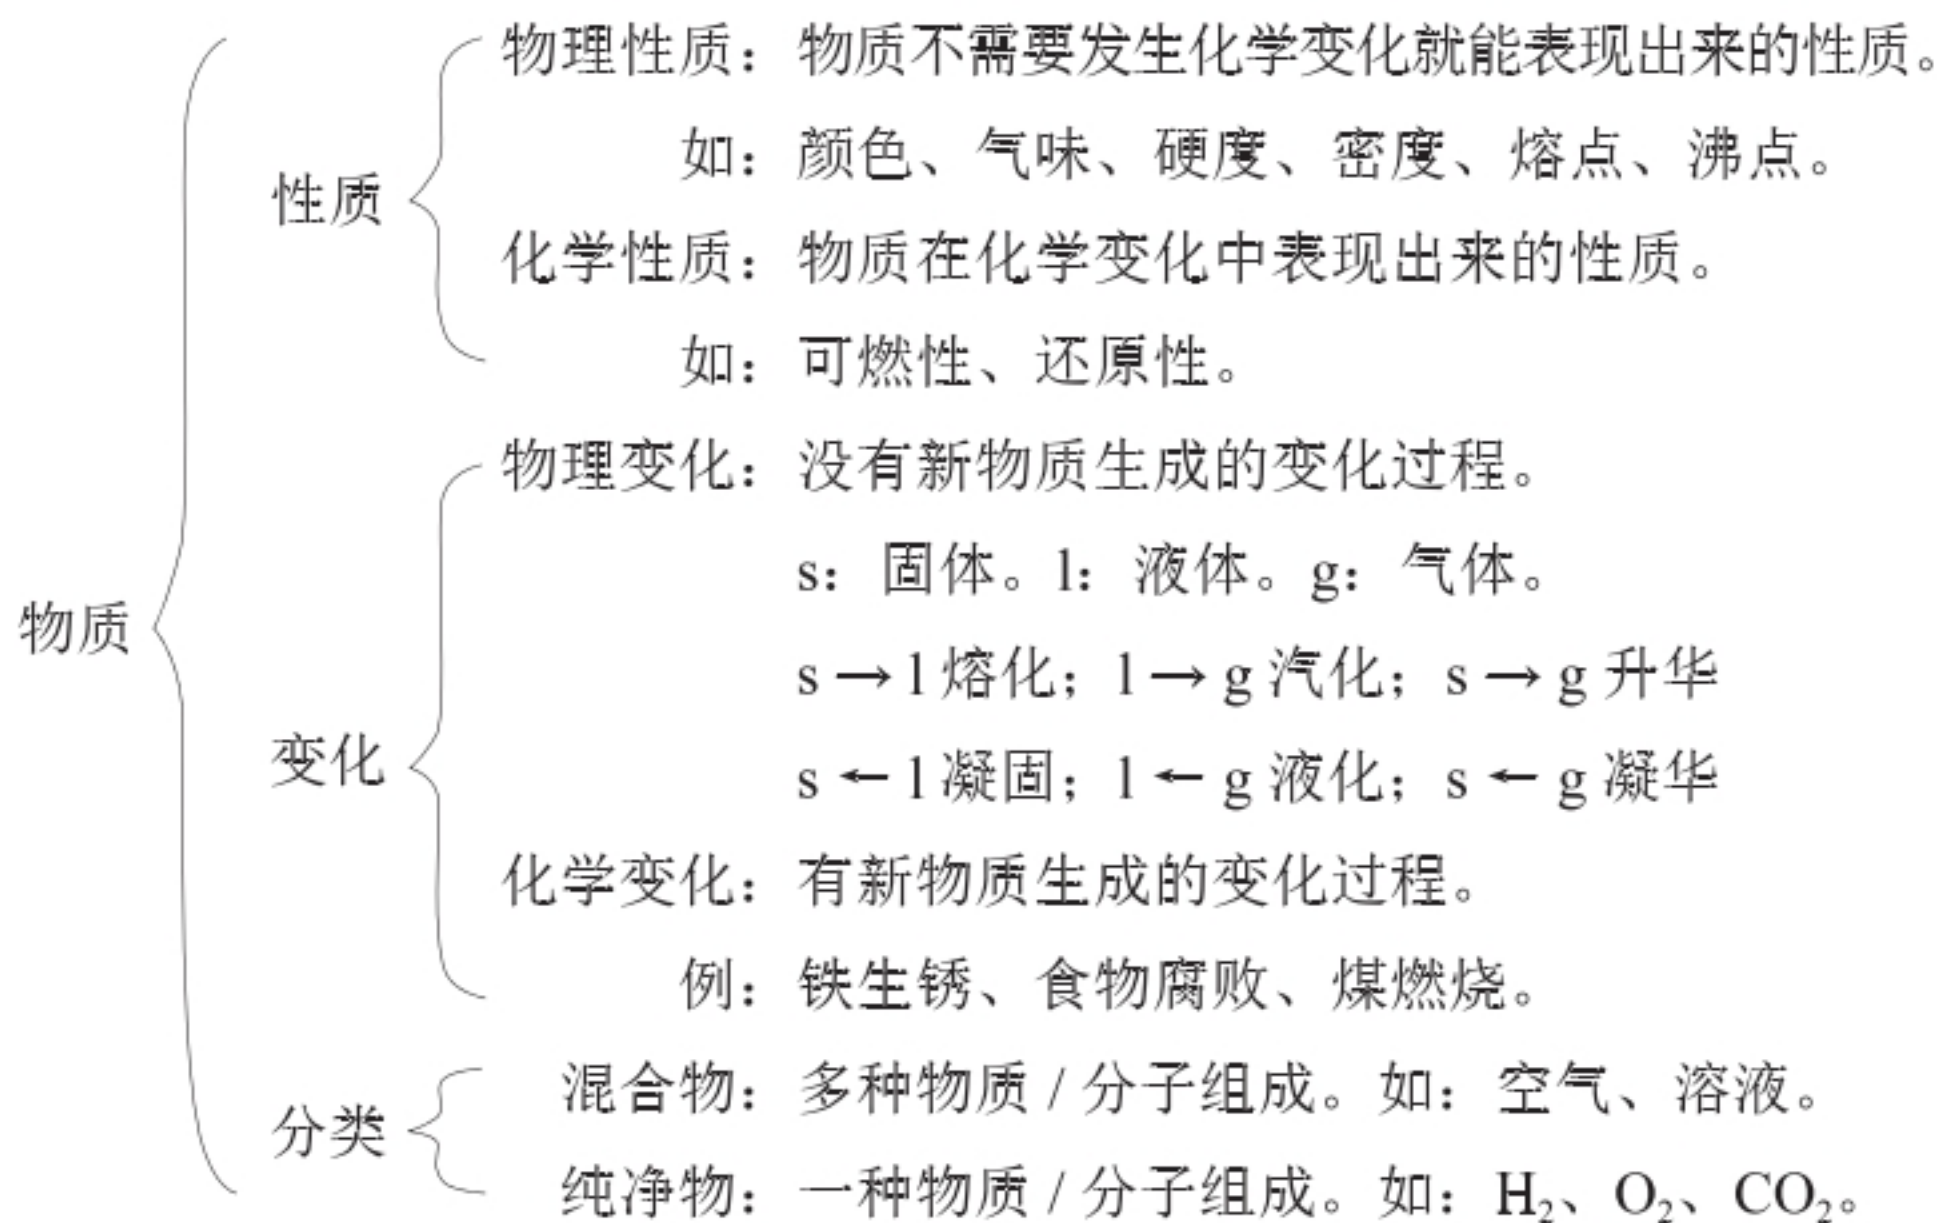 物理性质：物质不需要发生化学变化就能表现出来的性质。
如：颜色、气味、硬度、密度、熔点、沸点。
性质
化学性质：物质在化学变化中表现出来的性质。
如：可燃性、还原性。
物理变化：没有新物质生成的变化过程。
s：固体。l：液体。g：气体。
物质
s → l 熔化；l → g 汽化；s → g 升华
变化
s ← l 凝固；l ← g 液化；s ← g 凝华
化学变化：有新物质生成的变化过程。
例：铁生锈、食物腐败、煤燃烧。
混合物：多种物质 / 分子组成。如：空气、溶液。
分类
纯净物：一种物质 / 分子组成。如：H₂、O₂、CO₂。